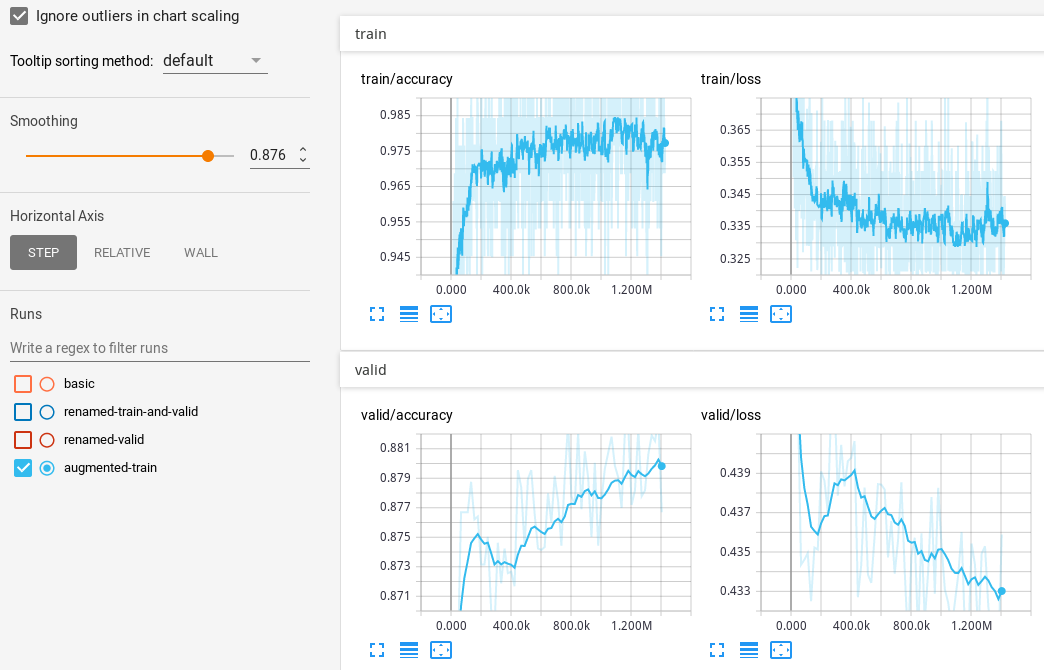 Ignore outliers in chart scaling
Tooltip sorting method: default
Smoothing
0.876
Horizontal Axis
STEP RELATIVE WALL
Runs
Write a regex to filter runs
basic
renamed-train-and-valid
renamed-valid
augmented-train
train
train/accuracy
0.985
0.975
0.965
0.955
0.945
0.000 400.0k 800.0k 1.200M
train/loss
0.365
0.355
0.345
0.335
0.325
0.000 400.0k 800.0k 1.200M
valid
valid/accuracy
0.881
0.879
0.877
0.875
0.873
0.871
0.000 400.0k 800.0k 1.200M
valid/loss
0.439
0.437
0.435
0.433
0.000 400.0k 800.0k 1.200M